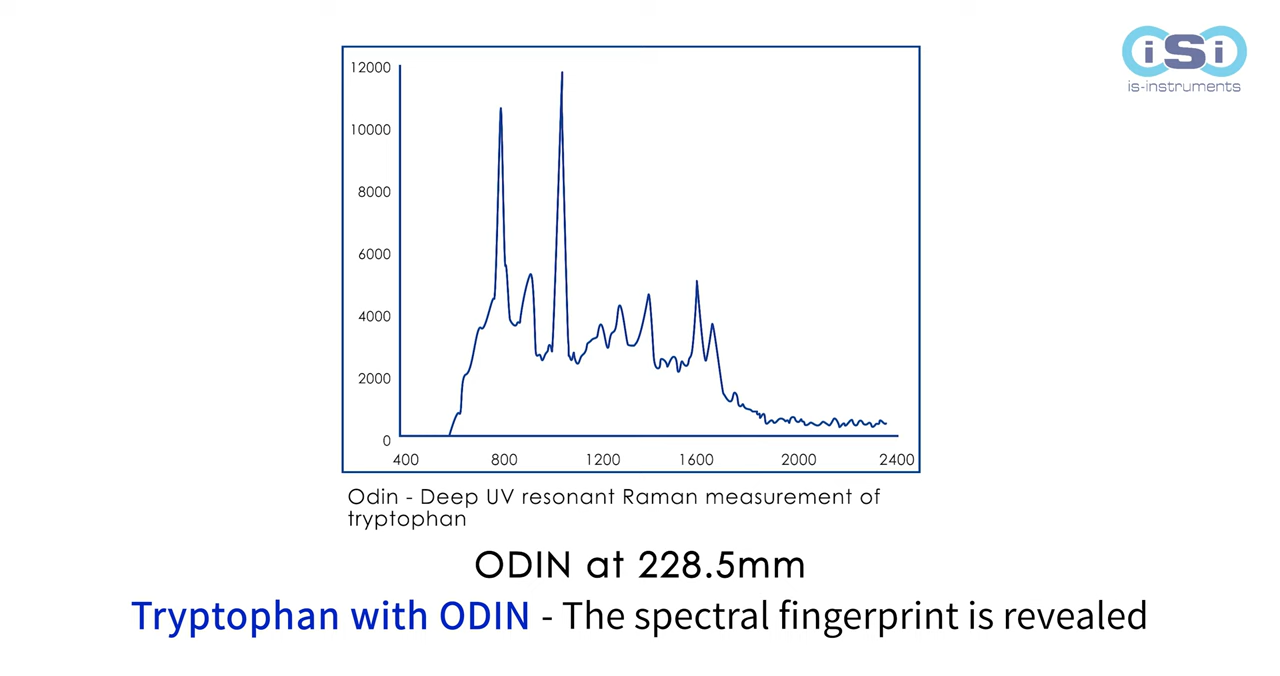 iSi
is-instruments
12000
10000
8000
6000
4000
2000
0
400 800 1200 1600 2000 2400
Odin - Deep UV resonant Raman measurement of
tryptophan
ODIN at 228.5mm
Tryptophan with ODIN - The spectral fingerprint is revealed